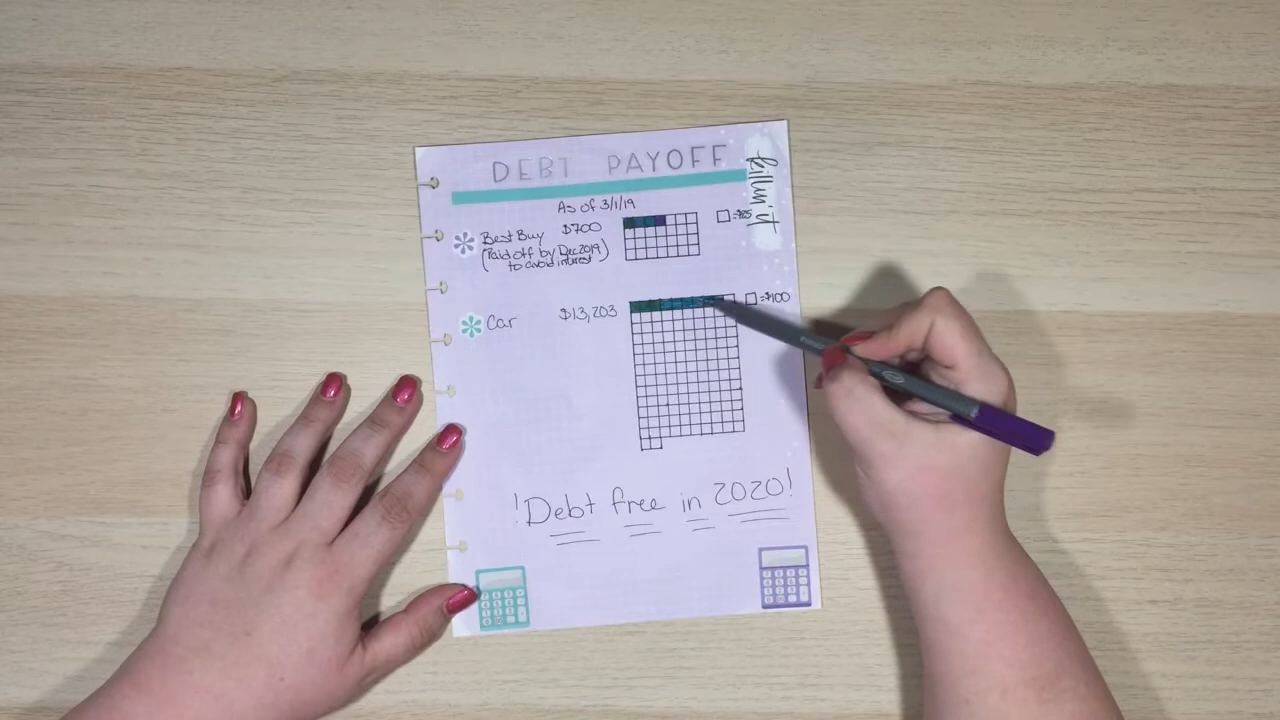 DEBT PAYOFF
killin' it
As of 3/1/19
Best Buy $700
(Paid off by Dec 2019)
to avoid interest
□=$25
Car $13,203
□=$100
!Debt free in 2020!